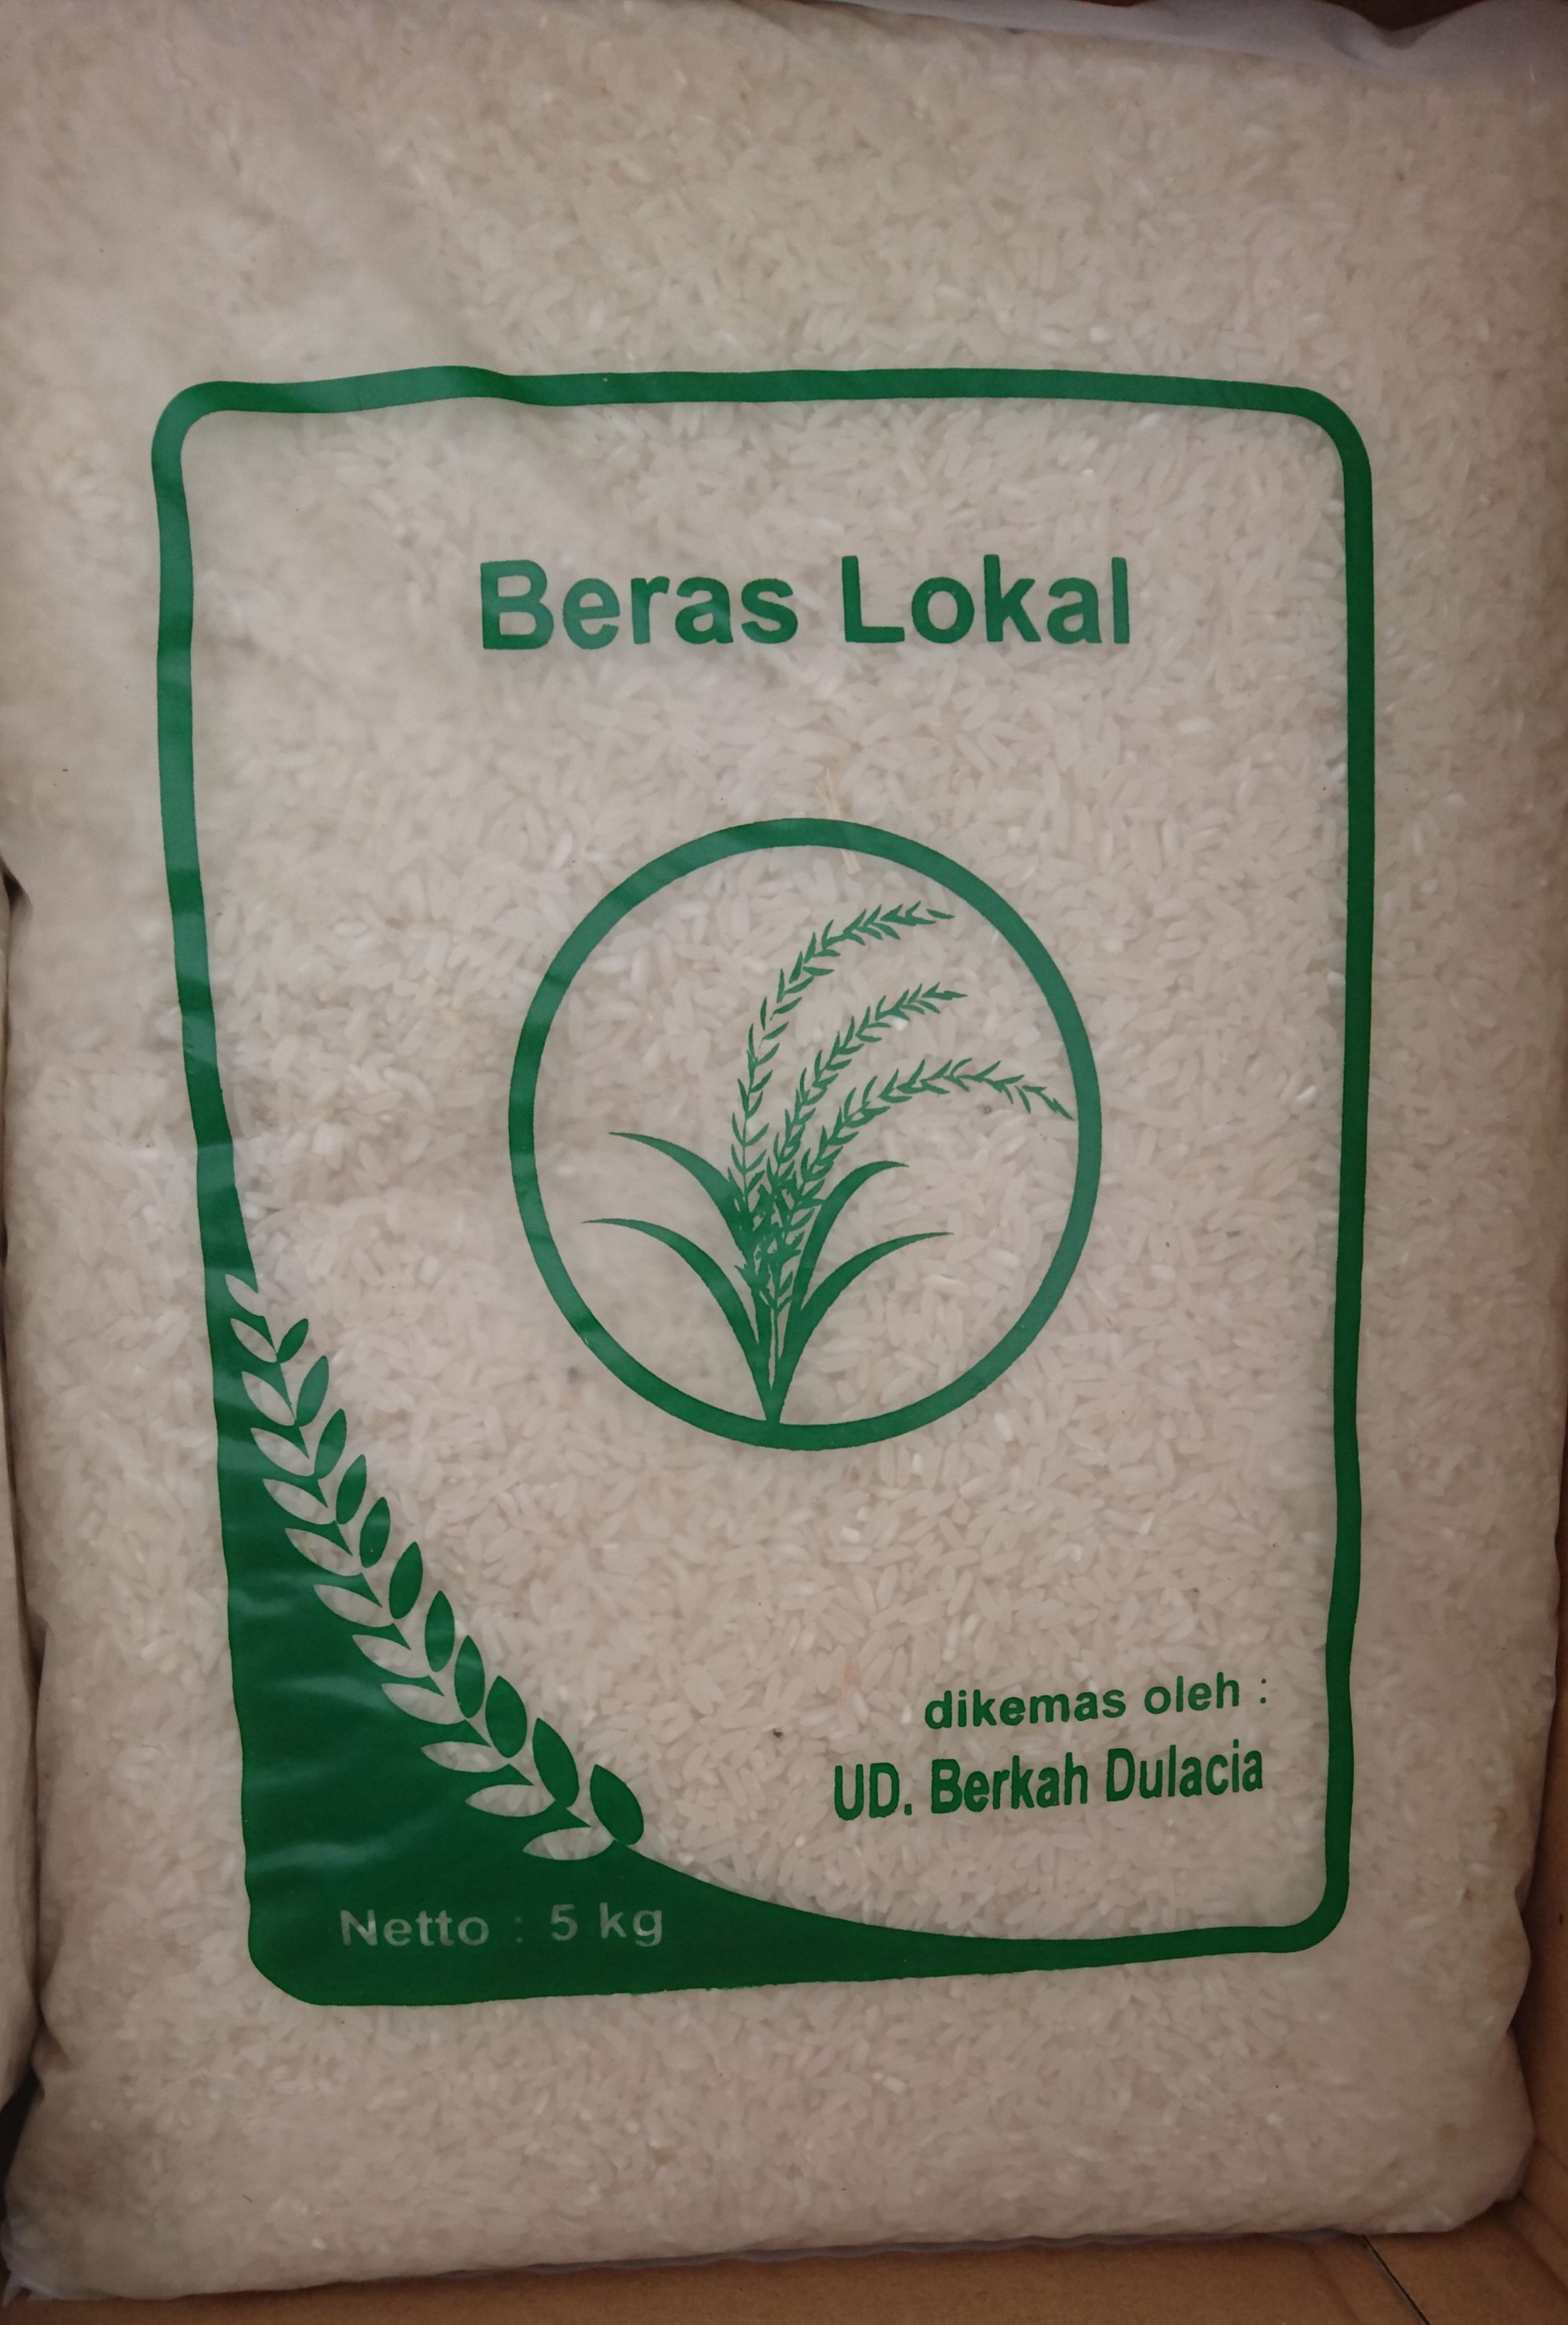 Beras Lokal
dikemas oleh :
UD. Berkah Dulacia
Netto : 5 kg